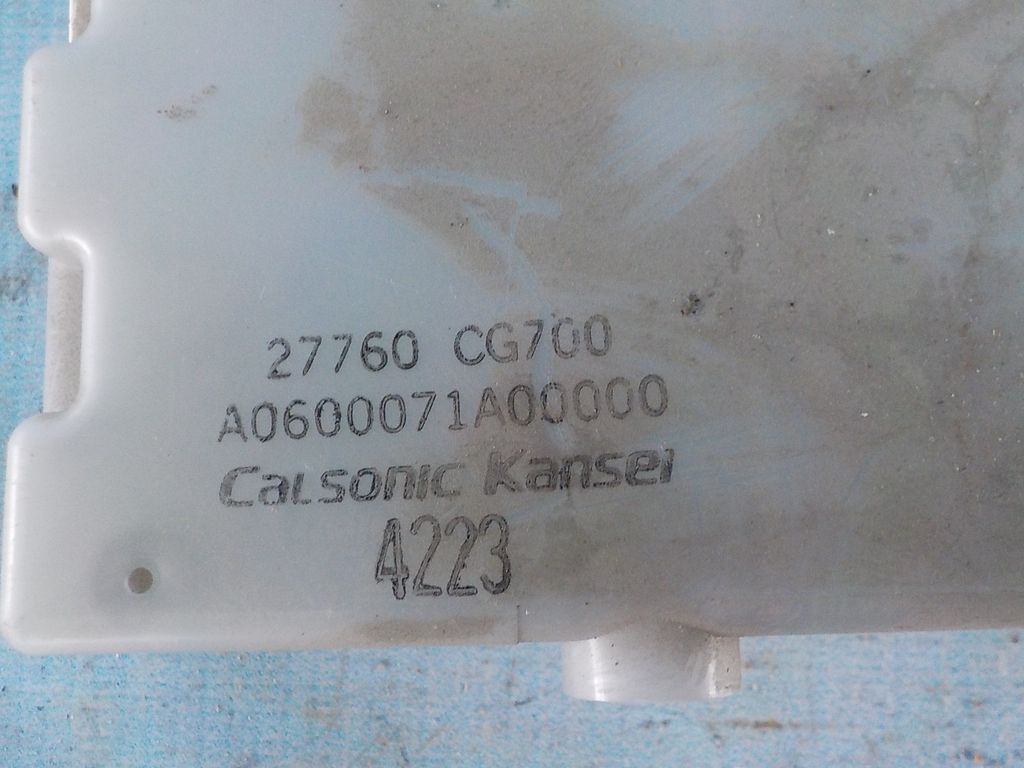 27760 CG700
A0600071A00000
Calsonic Kansei
4223